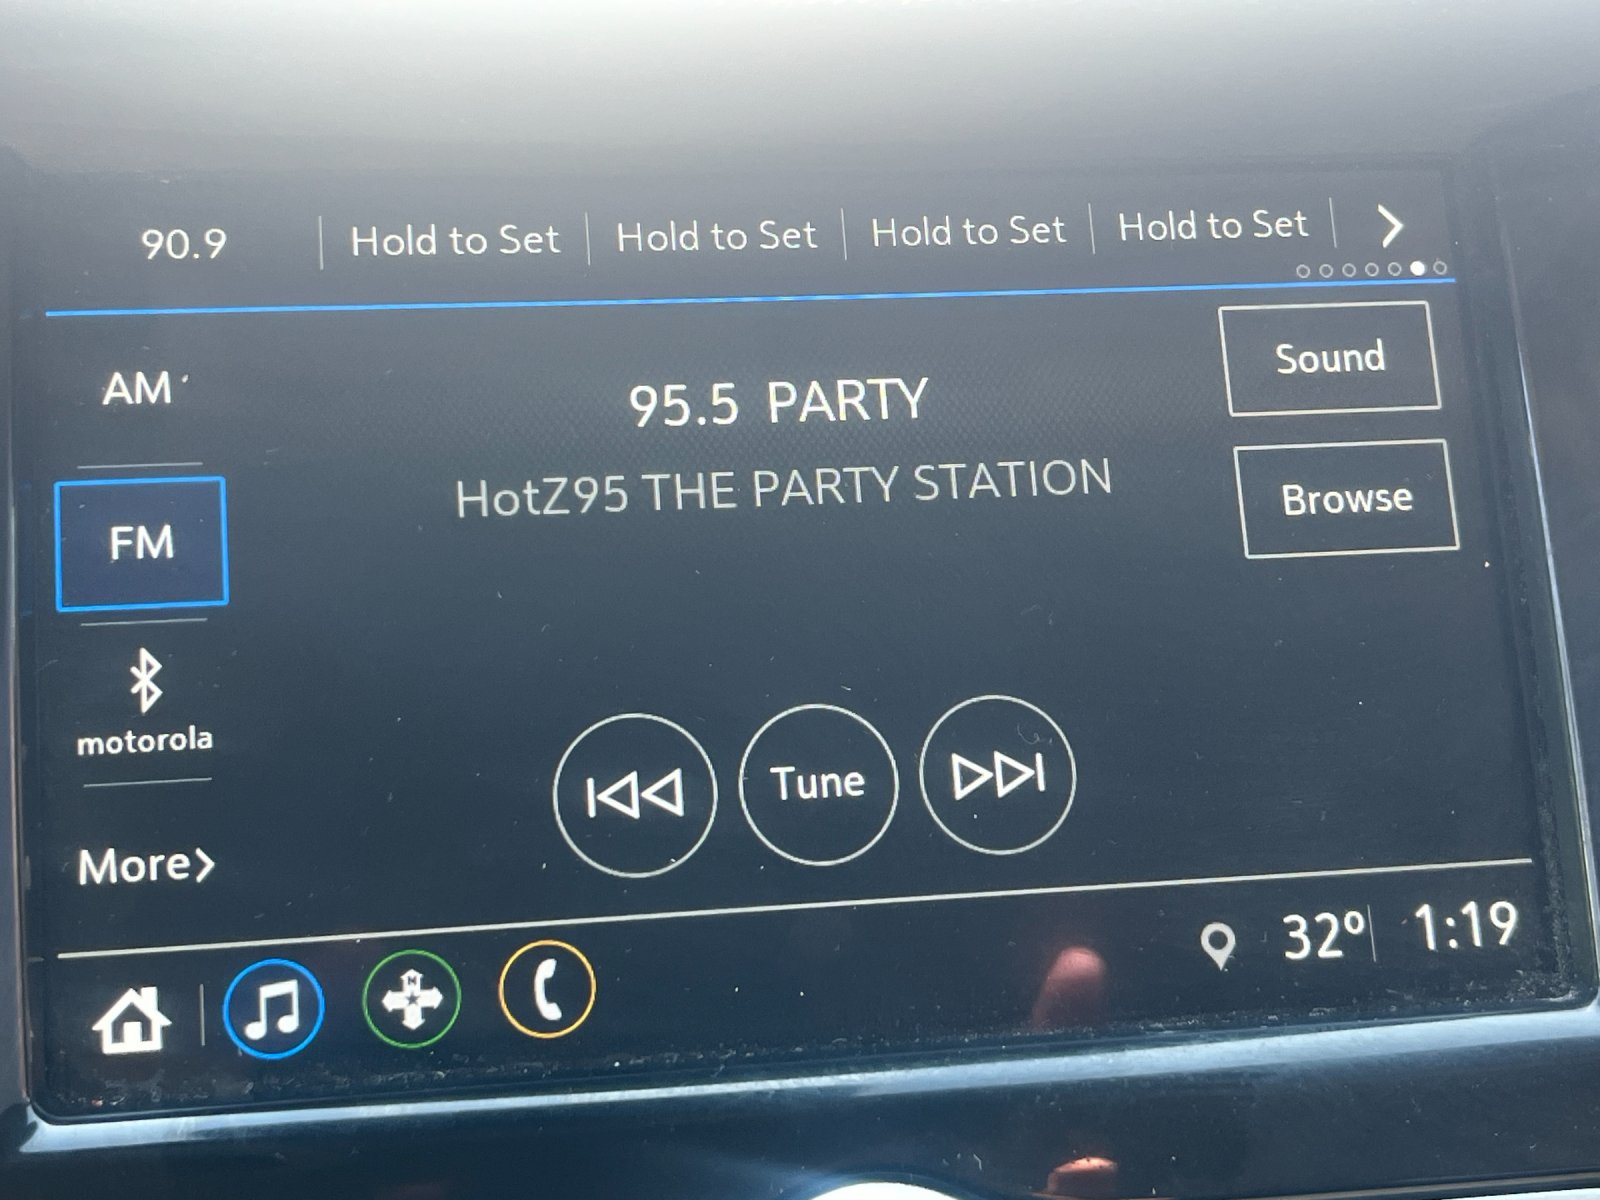 90.9
Hold to Set
Hold to Set
Hold to Set
Hold to Set
Sound
AM
95.5 PARTY
HotZ95 THE PARTY STATION
Browse
FM
motorola
Tune
More>
32° 1:19
N